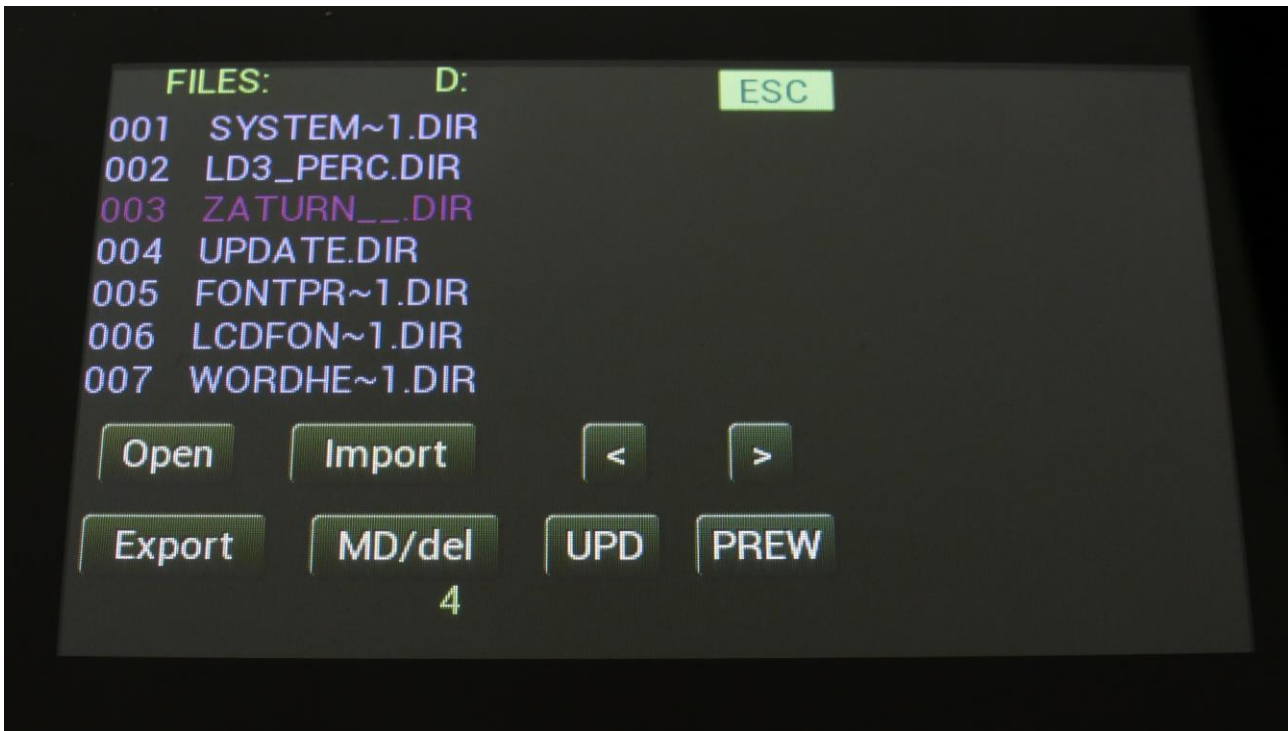 FILES: D: ESC
001 SYSTEM~1.DIR
002 LD3_PERC.DIR
003 ZATURN__.DIR
004 UPDATE.DIR
005 FONTPR~1.DIR
006 LCDFON~1.DIR
007 WORDHE~1.DIR
Open Import < >
Export MD/del UPD PREW
4